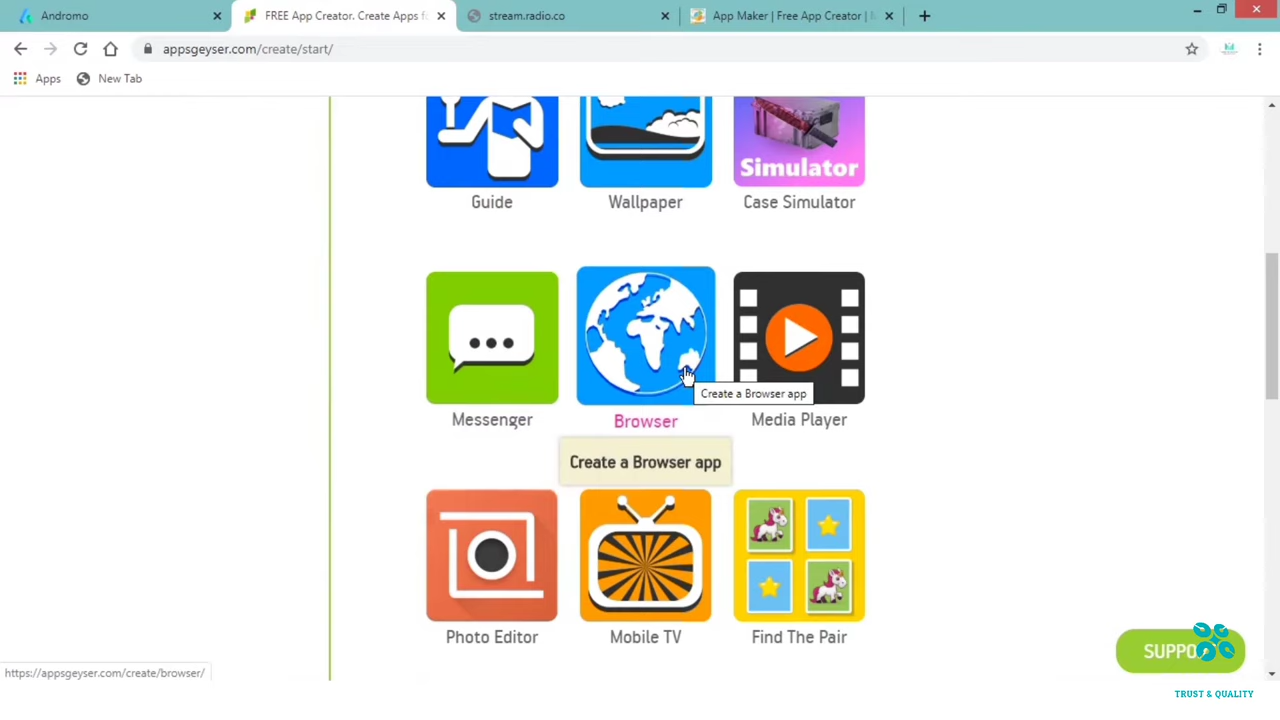 Andromo
FREE App Creator. Create Apps fo
stream.radio.co
App Maker | Free App Creator |
appsgeyser.com/create/start/
Apps
New Tab
Simulator
Guide
Wallpaper
Case Simulator
Create a Browser app
Messenger
Browser
Media Player
Create a Browser app
Photo Editor
Mobile TV
Find The Pair
SUPPO
https://appsgeyser.com/create/browser/
TRUST & QUALITY